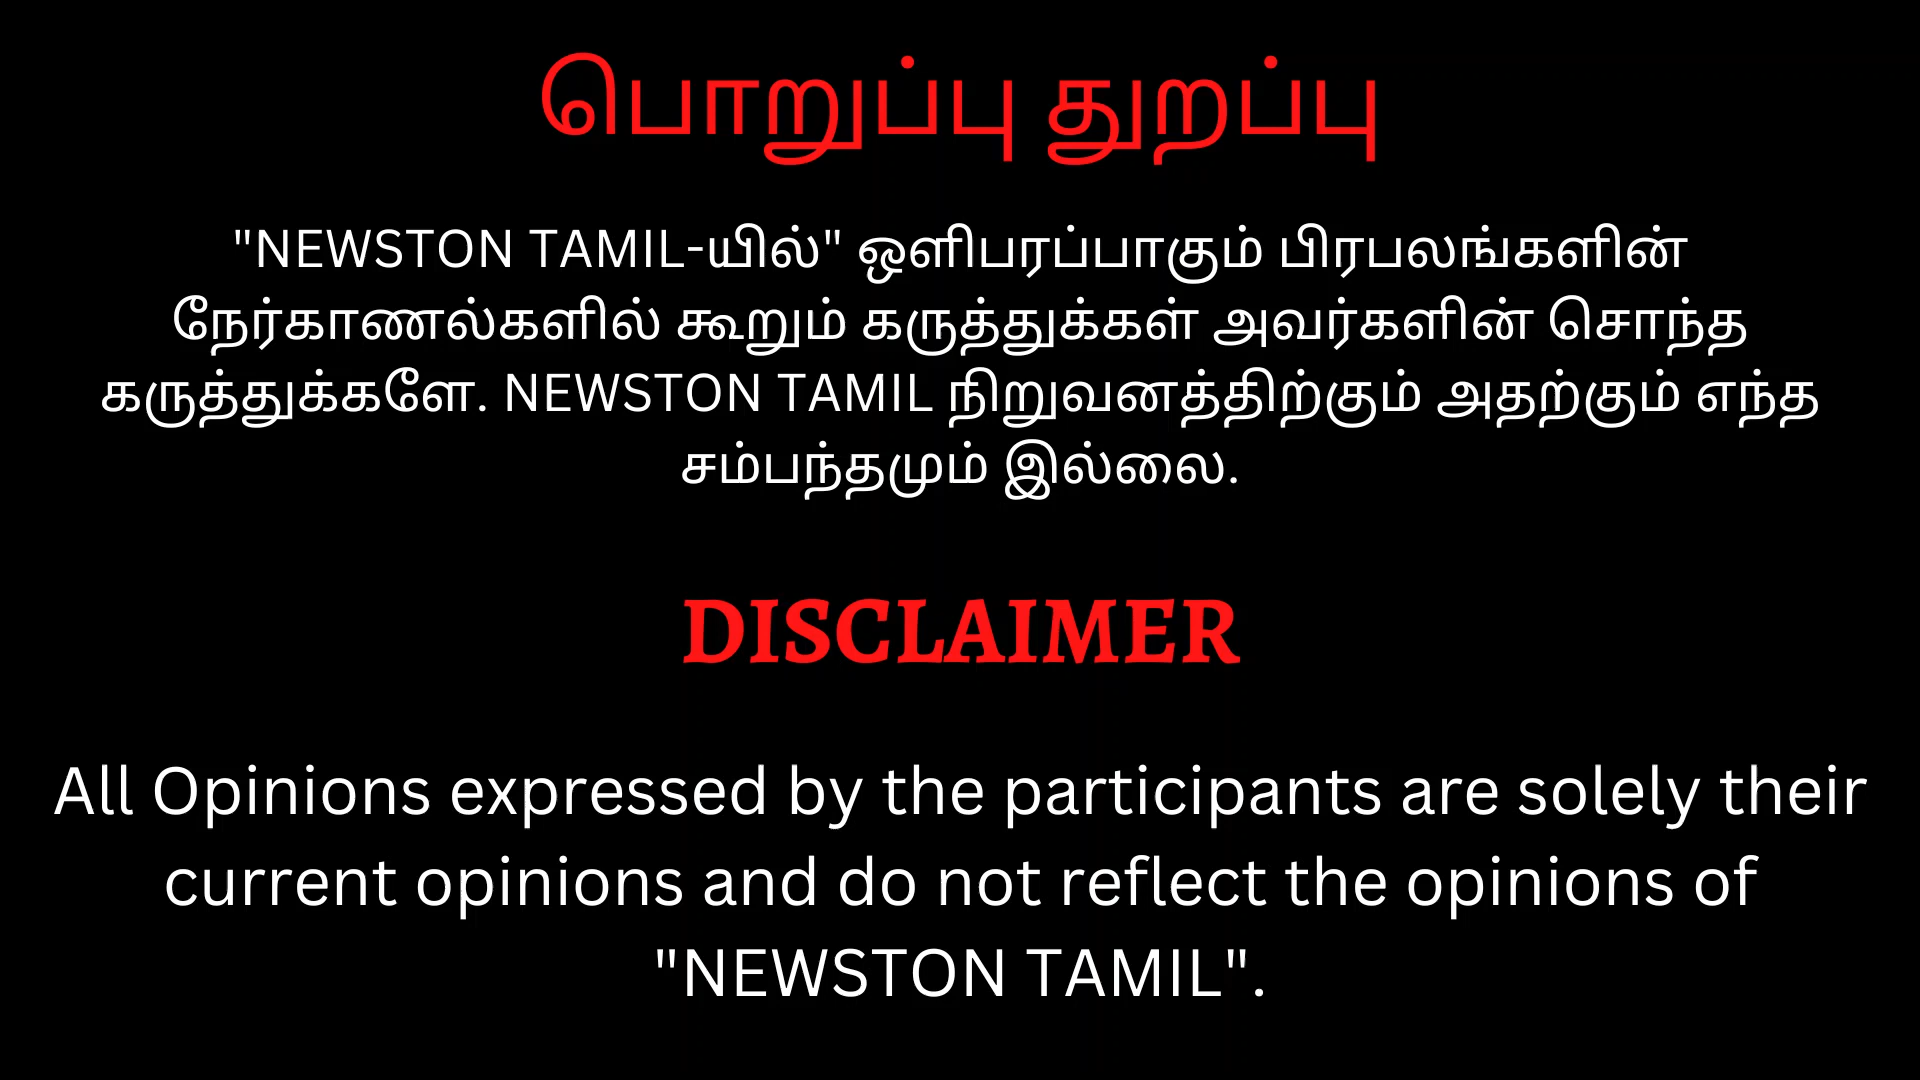 பொறுப்பு துறப்பு
"NEWSTON TAMIL-யில்" ஒளிபரப்பாகும் பிரபலங்களின்
நேர்காணல்களில் கூறும் கருத்துக்கள் அவர்களின் சொந்த
கருத்துக்களே. NEWSTON TAMIL நிறுவனத்திற்கும் அதற்கும் எந்த
சம்பந்தமும் இல்லை.
DISCLAIMER
All Opinions expressed by the participants are solely their
current opinions and do not reflect the opinions of
"NEWSTON TAMIL".